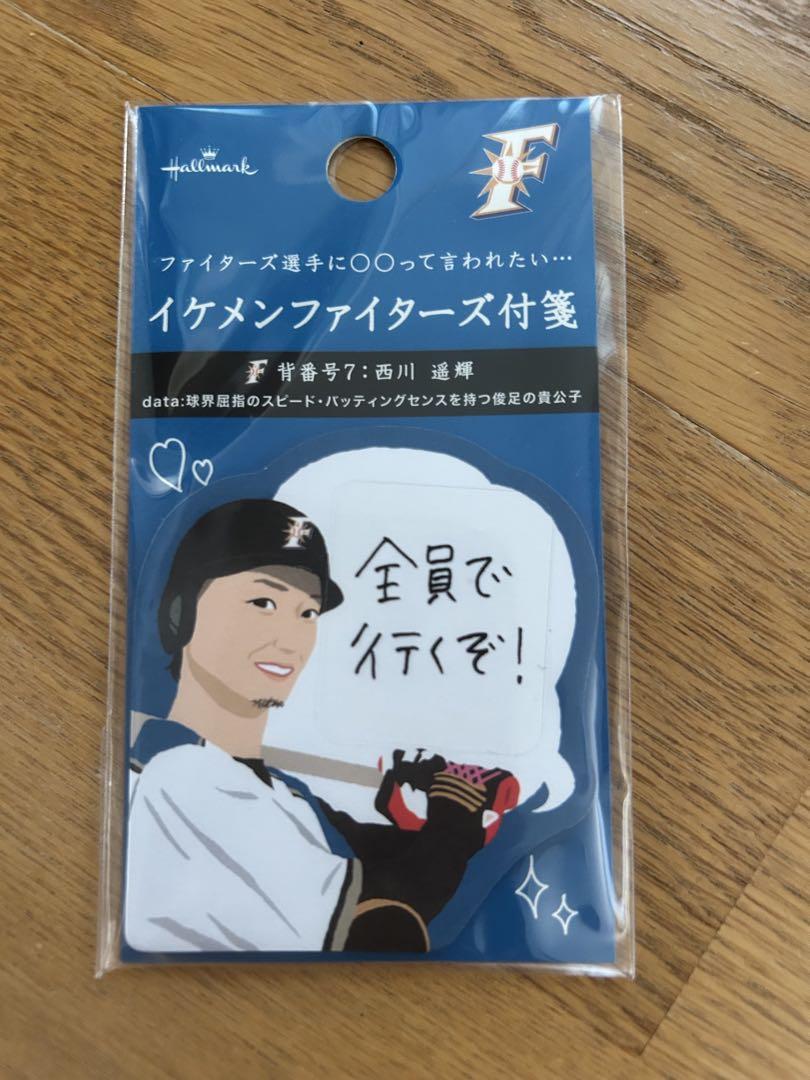 Hallmark
F
ファイターズ選手に〇〇って言われたい…
イケメンファイターズ付箋
F 背番号7:西川 遥輝
data:球界屈指のスピード・バッティングセンスを持つ俊足の貴公子
F
全員で
行くぞ!